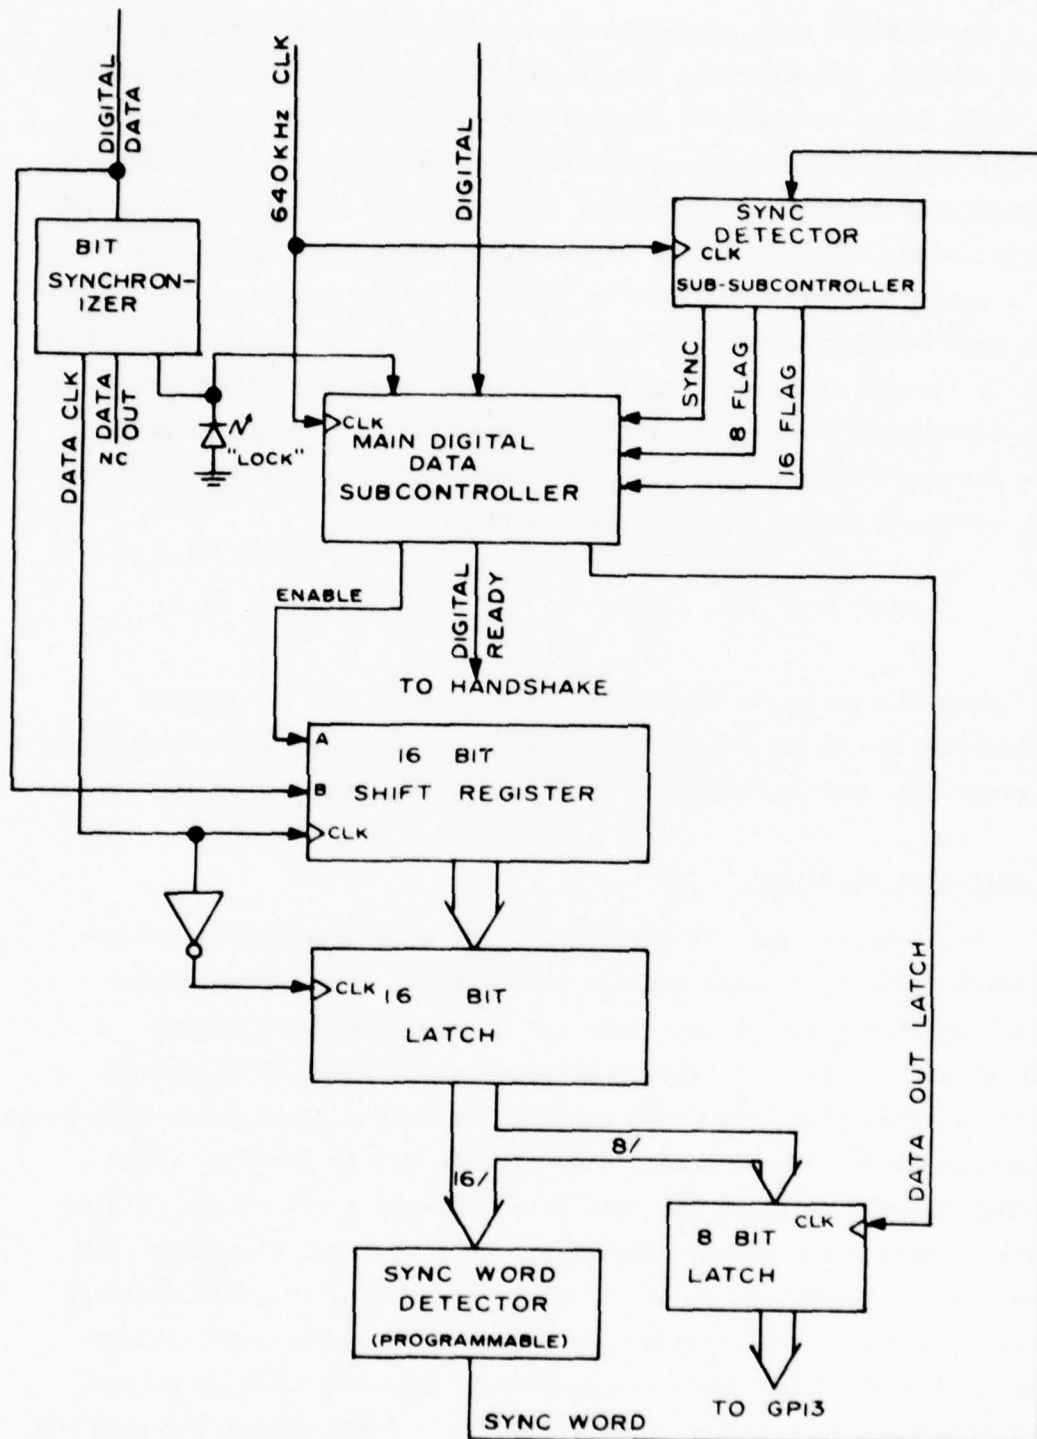 DIGITAL
DATA
640KHz CLK
DIGITAL
BIT
SYNCHRON-
IZER
SYNC
DETECTOR
CLK
SUB-SUBCONTROLLER
DATA CLK
DATA
OUT
NC
"LOCK"
CLK
MAIN DIGITAL
DATA
SUBCONTROLLER
SYNC
8 FLAG
16 FLAG
ENABLE
DIGITAL
READY
TO HANDSHAKE
A
16 BIT
B
SHIFT REGISTER
CLK
CLK
16 BIT
LATCH
DATA OUT LATCH
8/
16/
CLK
8 BIT
LATCH
SYNC WORD
DETECTOR
(PROGRAMMABLE)
TO GPI3
SYNC WORD